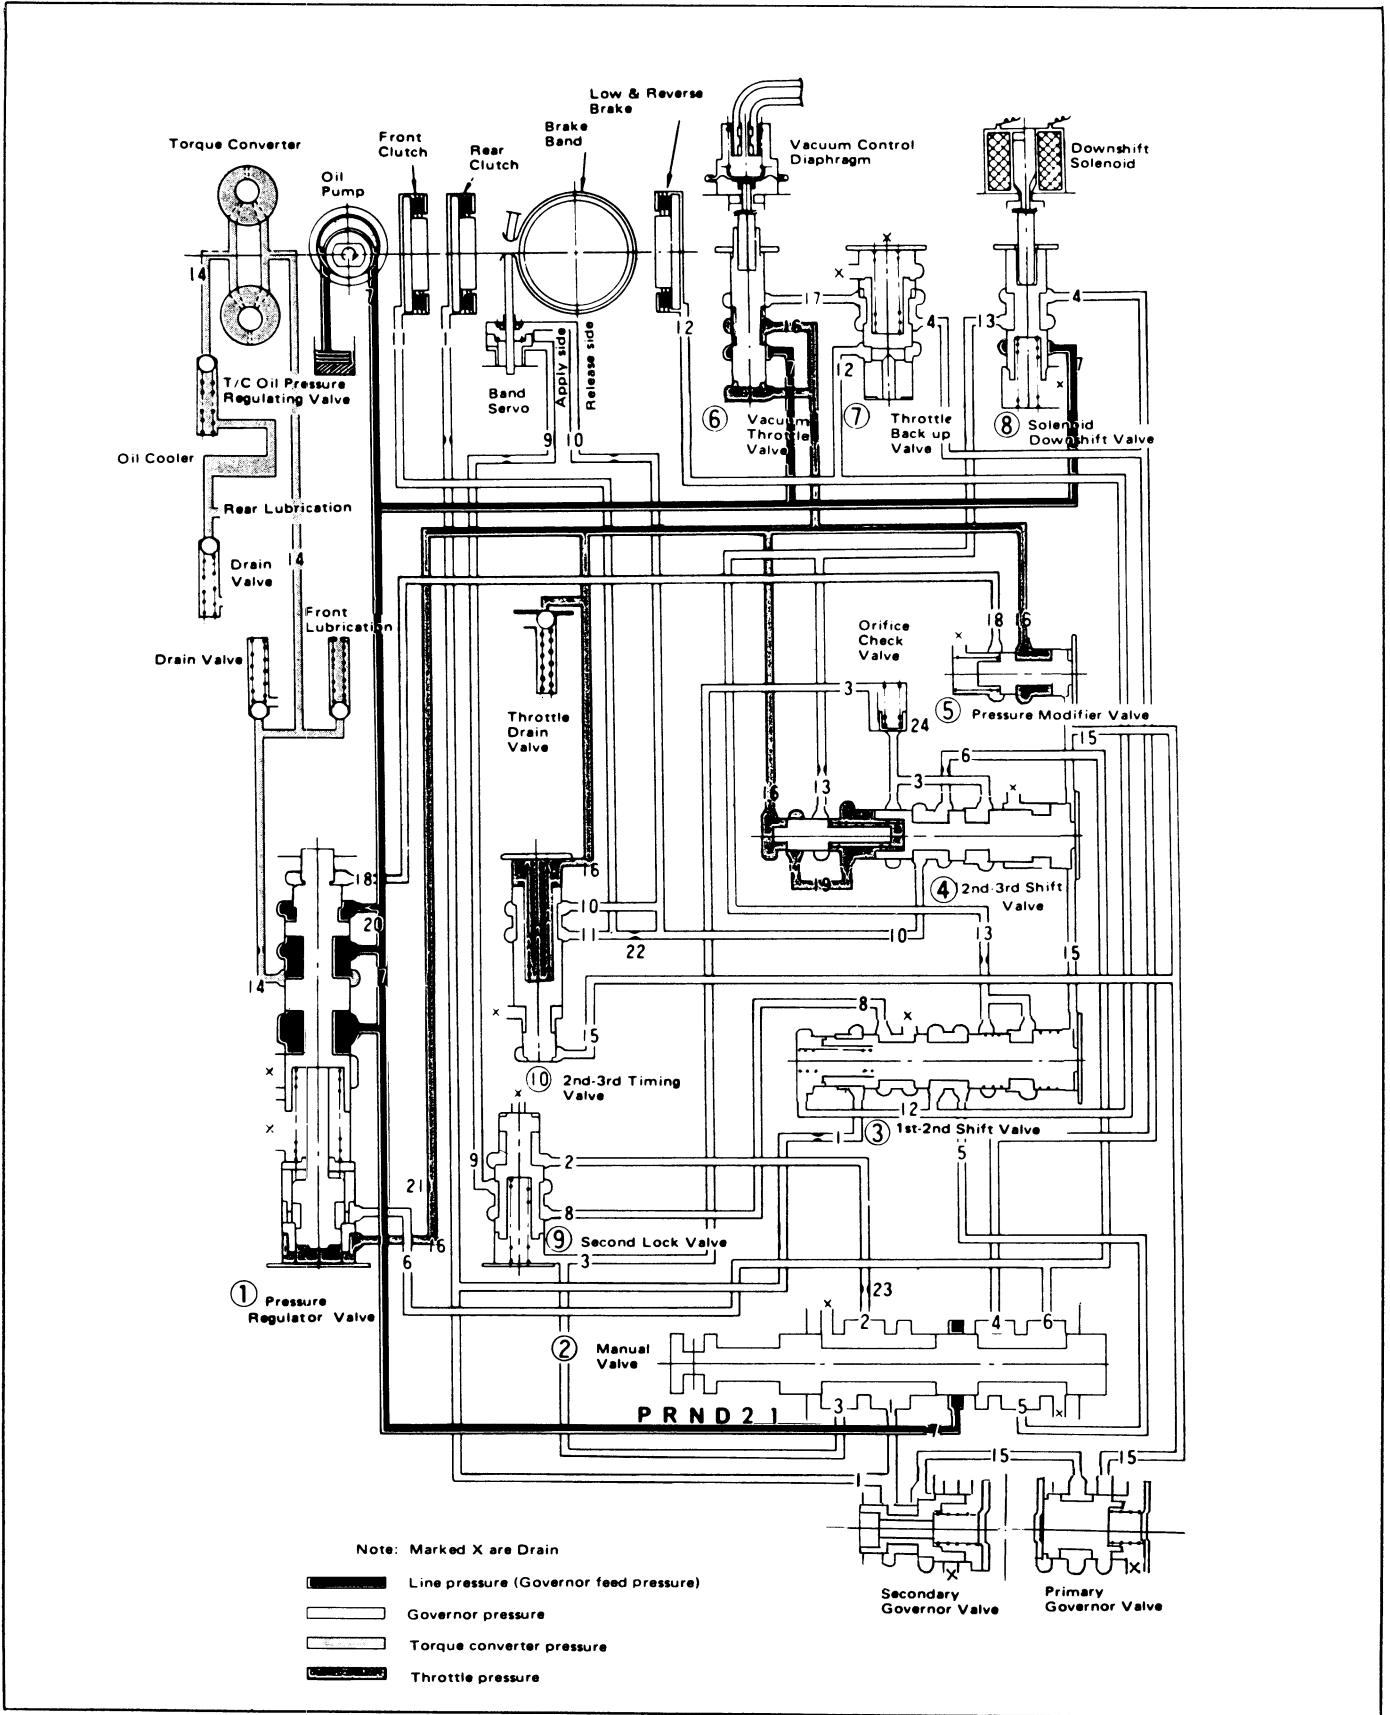 Low & Reverse
Brake
Brake
Band
Torque Converter
Front
Clutch
Rear
Clutch
Oil
Pump
Vacuum Control
Diaphragm
Downshift
Solenoid
14
7
1
1
12
17
16
7
4
12
13
4
7
Apply side
Release side
T/C Oil Pressure
Regulating Valve
Band
Servo
9
10
6
Vacuum
Throttle
Valve
7
Throttle
Back up
Valve
8
Solenoid
Downshift Valve
Oil Cooler
Rear Lubrication
14
Drain
Valve
Front
Lubrication
7
Drain Valve
Orifice
Check
Valve
18
16
3
24
5
Pressure Modifier Valve
Throttle
Drain
Valve
15
6
3
16
13
19
4
2nd-3rd Shift
Valve
16
18
20
10
11
22
10
13
15
14
7
8
15
10
2nd-3rd Timing
Valve
12
3
1st-2nd Shift Valve
1
5
9
2
21
8
9
Second Lock Valve
16
6
3
23
1
Pressure
Regulator Valve
2
Manual
Valve
2
4
6
3
1
5
P R N D 2 1
7
15
15
1
Secondary
Governor Valve
Primary
Governor Valve
Note: Marked X are Drain
Line pressure (Governor feed pressure)
Governor pressure
Torque converter pressure
Throttle pressure